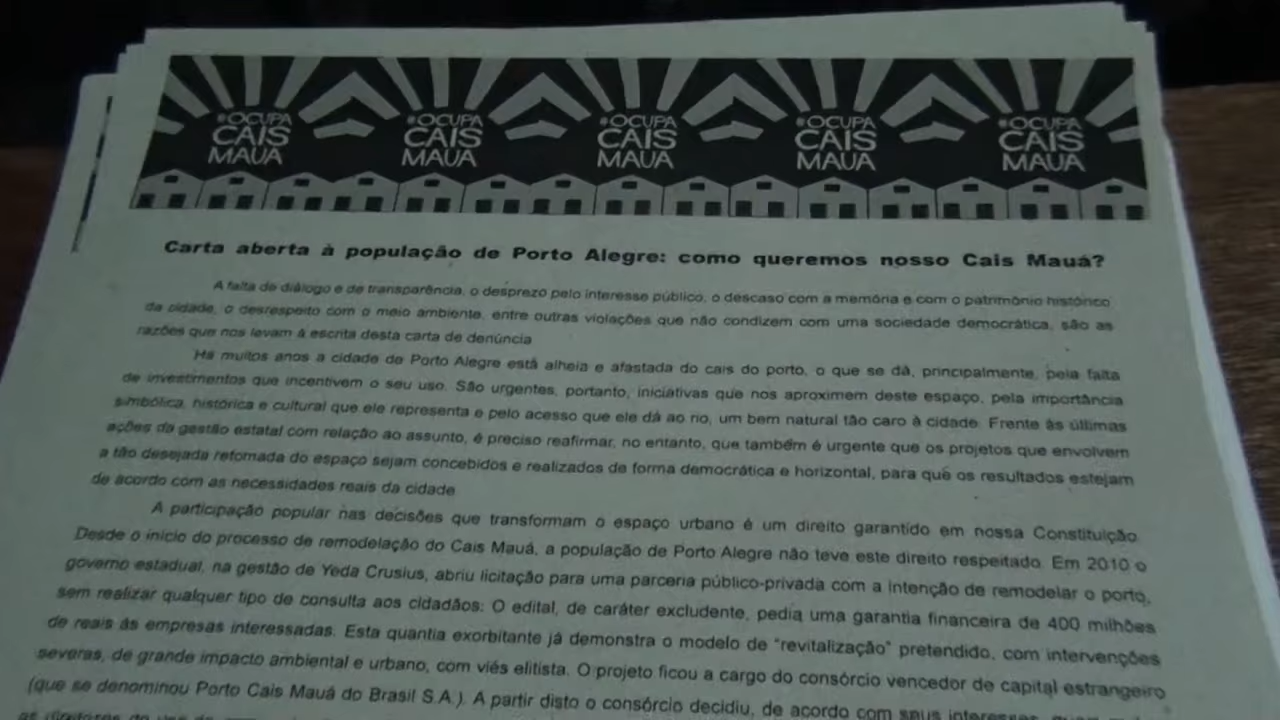 #OCUPA CAIS MAUA #OCUPA CAIS MAUA #OCUPA CAIS MAUA #OCUPA CAIS MAUA #OCUPA CAIS MAUA
Carta aberta à população de Porto Alegre: como queremos nosso Cais Mauá?
A falta de diálogo e de transparência, o desprezo pelo interesse público, o descaso com a memória e com o patrimônio histórico
da cidade, o desrespeito com o meio ambiente, entre outras violações que não condizem com uma sociedade democrática, são as
razões que nos levam à escrita desta carta de denúncia
Há muitos anos a cidade de Porto Alegre está alheia e afastada do cais do porto, o que se dá, principalmente, pela falta
de investimentos que incentivem o seu uso. São urgentes, portanto, iniciativas que nos aproximem deste espaço, pela importância
simbólica, histórica e cultural que ele representa e pelo acesso que ele dá ao rio, um bem natural tão caro à cidade. Frente às últimas
ações da gestão estatal com relação ao assunto, é preciso reafirmar, no entanto, que também é urgente que os projetos que envolvem
a tão desejada retomada do espaço sejam concebidos e realizados de forma democrática e horizontal, para que os resultados estejam
de acordo com as necessidades reais da cidade
A participação popular nas decisões que transformam o espaço urbano é um direito garantido em nossa Constituição
Desde o início do processo de remodelação do Cais Mauá, a população de Porto Alegre não teve este direito respeitado. Em 2010 o
governo estadual, na gestão de Yeda Crusius, abriu licitação para uma parceria público-privada com a intenção de remodelar o porto,
sem realizar qualquer tipo de consulta aos cidadãos. O edital, de caráter excludente, pedia uma garantia financeira de 400 milhões
de reais às empresas interessadas. Esta quantia exorbitante já demonstra o modelo de "revitalização" pretendido, com intervenções
severas, de grande impacto ambiental e urbano, com viés elitista. O projeto ficou a cargo do consórcio vencedor de capital estrangeiro
(que se denominou Porto Cais Mauá do Brasil S.A.). A partir disto o consórcio decidiu, de acordo com seus interesses,